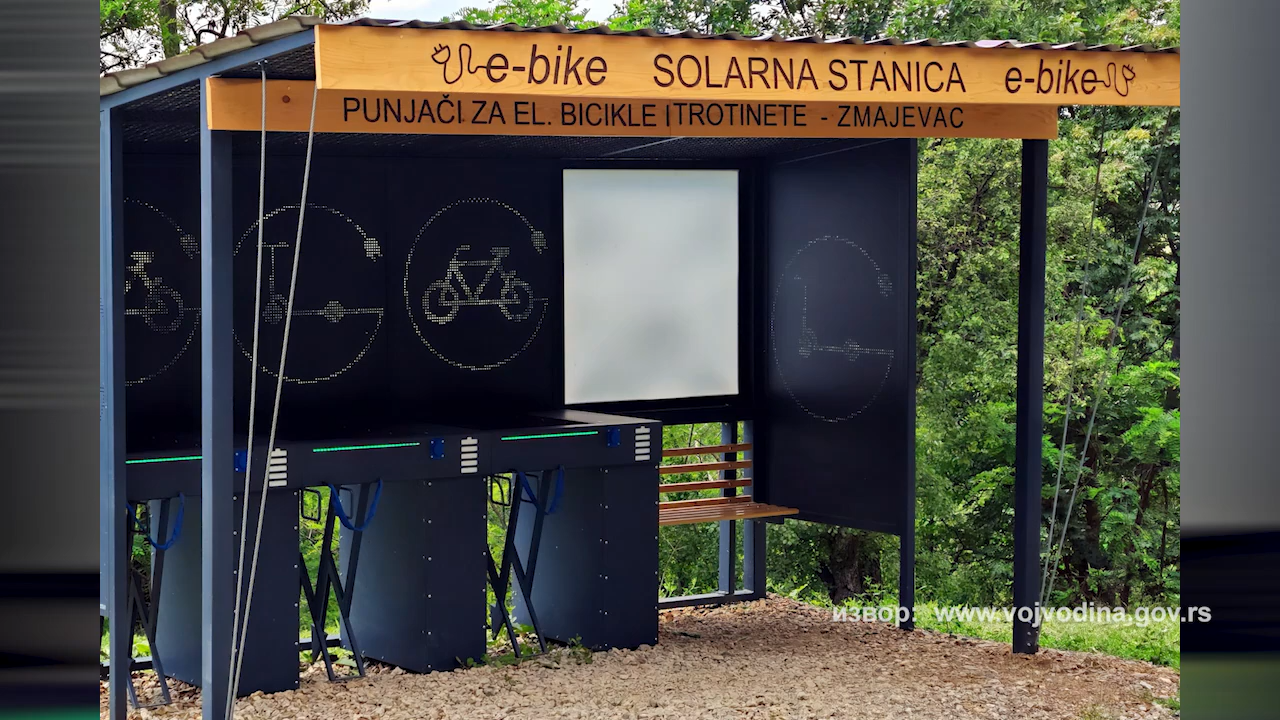 e-bike SOLARNA STANICA e-bike
PUNJAČI ZA EL. BICIKLE I TROTINETE - ZMAJEVAC
извор: www.vojvodina.gov.rs